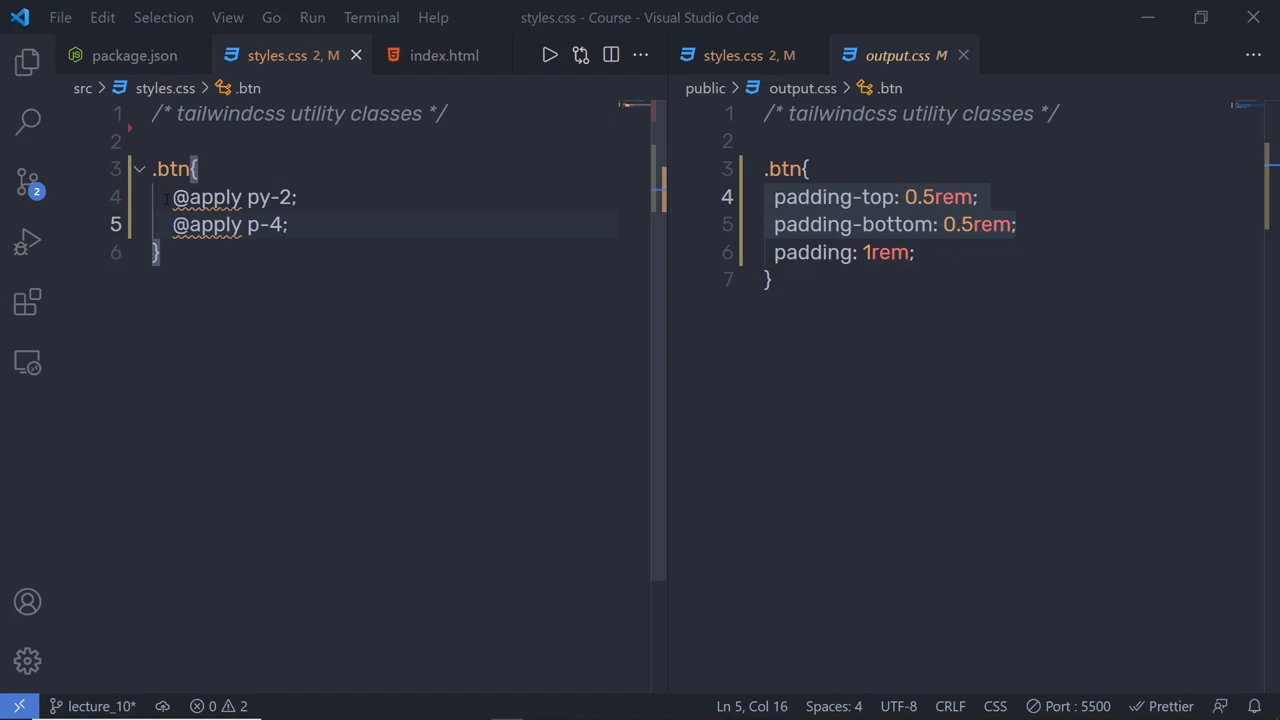 File Edit Selection View Go Run Terminal Help styles.css - Course - Visual Studio Code
package.json styles.css 2, M index.html styles.css 2, M output.css M
src > styles.css > .btn
public > output.css > .btn
1 /* tailwindcss utility classes */
2
3 .btn{
4 @apply py-2;
5 @apply p-4;
6 }
1 /* tailwindcss utility classes */
2
3 .btn{
4 padding-top: 0.5rem;
5 padding-bottom: 0.5rem;
6 padding: 1rem;
7 }
2
lecture_10* 0 2 Ln 5, Col 16 Spaces: 4 UTF-8 CRLF CSS Port : 5500 Prettier